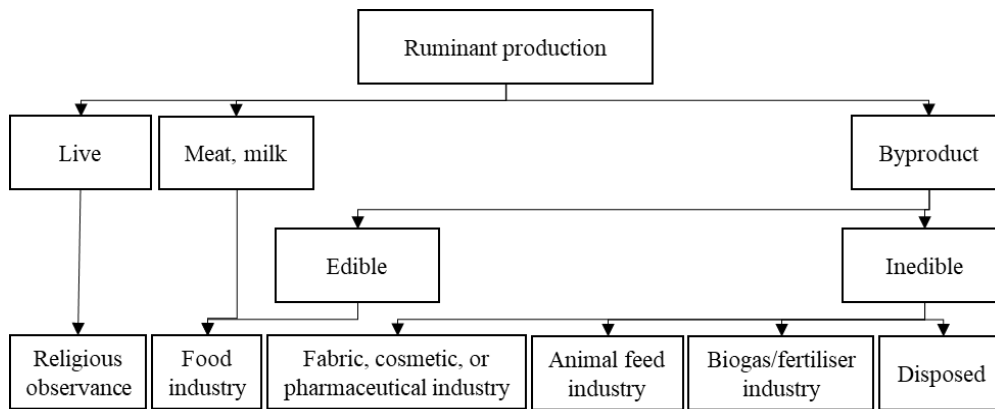 Ruminant production
Live
Meat, milk
Byproduct
Edible
Inedible
Religious
observance
Food
industry
Fabric, cosmetic, or
pharmaceutical industry
Animal feed
industry
Biogas/fertiliser
industry
Disposed